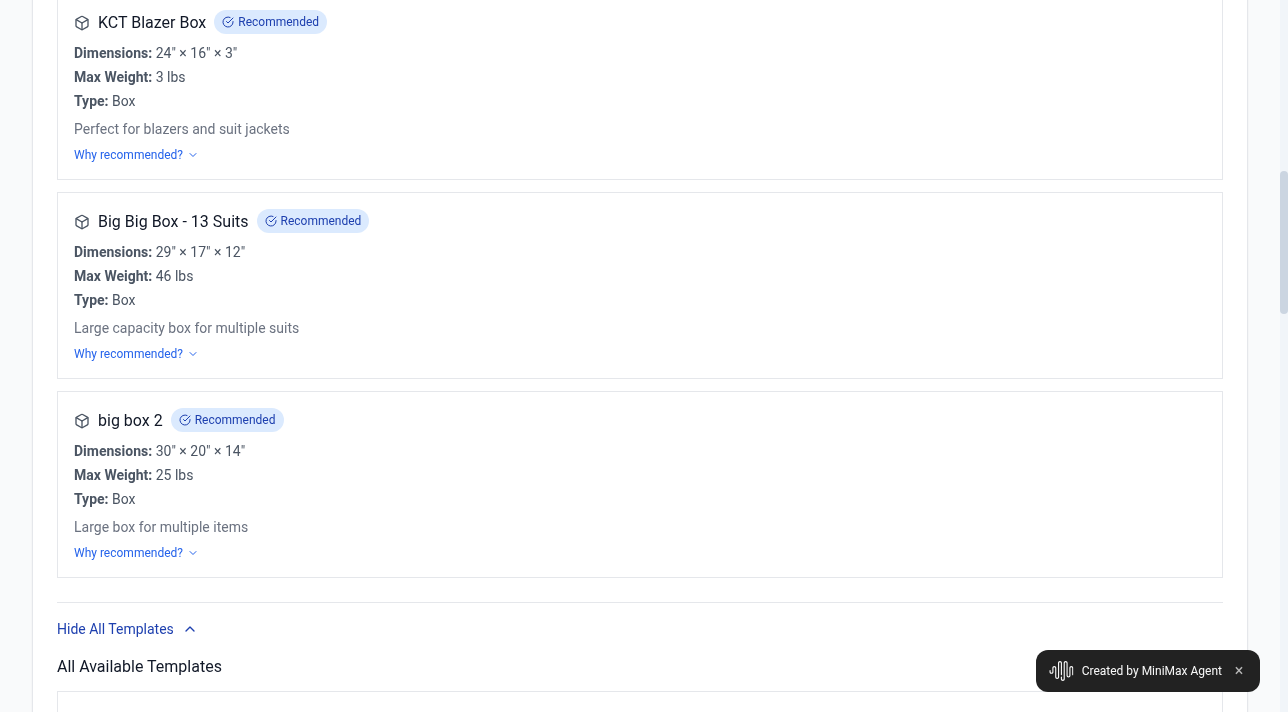 KCT Blazer Box Recommended
Dimensions: 24" × 16" × 3"
Max Weight: 3 lbs
Type: Box
Perfect for blazers and suit jackets
Why recommended?
Big Big Box - 13 Suits Recommended
Dimensions: 29" × 17" × 12"
Max Weight: 46 lbs
Type: Box
Large capacity box for multiple suits
Why recommended?
big box 2 Recommended
Dimensions: 30" × 20" × 14"
Max Weight: 25 lbs
Type: Box
Large box for multiple items
Why recommended?
Hide All Templates
All Available Templates
Created by MiniMax Agent ×